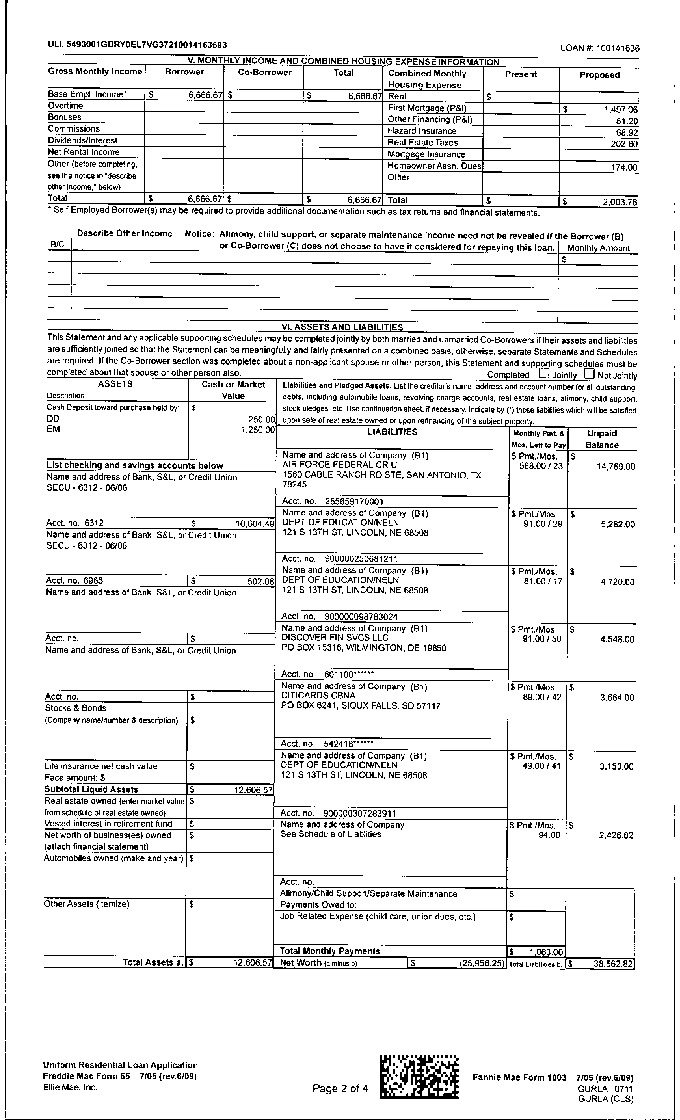 ULI. 5493001GDRYDEL7VG37210014163683
LOAN #: 100141636
V. MONTHLY INCOME AND COMBINED HOUSING EXPENSE INFORMATION
Gross Monthly Income Borrower Co-Borrower Total Combined Monthly Housing Expense Present Proposed
Base Empl. Income* $ 6,666.67 $ $ 6,666.67 Rent $
Overtime First Mortgage (P&I) $ 1,497.06
Bonuses Other Financing (P&I) 61.20
Commissions Hazard Insurance 68.92
Dividends/Interest Real Estate Taxes 202.60
Net Rental Income Mortgage Insurance
Other (before completing, Homeowner Assn. Dues 174.00
see the notice in "describe Other
other income," below)
Total $ 6,666.67 $ $ 6,666.67 Total $ 2,003.78
* Self Employed Borrower(s) may be required to provide additional documentation such as tax returns and financial statements.
Describe Other Income Notice: Alimony, child support, or separate maintenance income need not be revealed if the Borrower (B)
B/C or Co-Borrower (C) does not choose to have it considered for repaying this loan. Monthly Amount
$
VI. ASSETS AND LIABILITIES
This Statement and any applicable supporting schedules may be completed jointly by both married and unmarried Co-Borrowers if their assets and liabilities
are sufficiently joined so that the Statement can be meaningfully and fairly presented on a combined basis, otherwise, separate Statements and Schedules
are required. If the Co-Borrower section was completed about a non-applicant spouse or other person, this Statement and supporting schedules must be
completed about that spouse or other person also.
Completed Jointly Not Jointly
ASSETS Cash or Market Value
Description
Cash Deposit toward purchase held by: $
DD 250.00
EM 1,250.00
Liabilities and Pledged Assets. List the creditor's name, address and account number for all outstanding
debts, including automobile loans, revolving charge accounts, real estate loans, alimony, child support,
stock pledges, etc. Use continuation sheet, if necessary. Indicate by (*) those liabilities which will be satisfied
upon sale of real estate owned or upon refinancing of the subject property.
LIABILITIES Monthly Pmt. & Mos. Left to Pay Unpaid Balance
List checking and savings accounts below
Name and address of Bank, S&L, or Credit Union
SECU - 6312 - 06/06
Acct. no. 6312 $ 10,604.49
Name and address of Bank, S&L, or Credit Union
SECU - 6312 - 06/06
Acct. no. 6963 $ 502.08
Name and address of Bank, S&L, or Credit Union
Acct. no. $
Name and address of Bank, S&L, or Credit Union
Acct. no. $
Stocks & Bonds $
(Company name/number & description)
Life insurance net cash value $
Face amount: $
Subtotal Liquid Assets $ 12,606.57
Real estate owned (enter market value $
from schedule of real estate owned)
Vested interest in retirement fund $
Net worth of business(es) owned $
(attach financial statement)
Automobiles owned (make and year) $
Other Assets (itemize) $
Total Assets a. $ 12,606.57
Name and address of Company (B1) $ Pmt./Mos. $
AIR FORCE FEDERAL CR U 568.00 / 23 14,769.00
1560 CABLE RANCH RD STE, SAN ANTONIO, TX
78245
Acct. no. 285659170001
Name and address of Company (B1) $ Pmt./Mos. $
DEPT OF EDUCATION/NELN 91.00 / 29 5,282.00
121 S 13TH ST, LINCOLN, NE 68508
Acct. no. 900000250681211
Name and address of Company (B1) $ Pmt./Mos. $
DEPT OF EDUCATION/NELN 81.00 / 17 4,720.00
121 S 13TH ST, LINCOLN, NE 68508
Acct. no. 900000098783024
Name and address of Company (B1) $ Pmt./Mos. $
DISCOVER FIN SVCS LLC 91.00 / 50 4,548.00
PO BOX 15316, WILMINGTON, DE 19850
Acct. no. 601100******
Name and address of Company (B1) $ Pmt./Mos. $
CITICARDS CBNA 89.00 / 42 3,664.00
PO BOX 6241, SIOUX FALLS, SD 57117
Acct. no. 542418******
Name and address of Company (B1) $ Pmt./Mos. $
DEPT OF EDUCATION/NELN 49.00 / 41 3,153.00
121 S 13TH ST, LINCOLN, NE 68508
Acct. no. 900000307283911
Name and address of Company $ Pmt./Mos. $
See Schedule of Liabilities 94.00 2,426.82
Acct. no.
Alimony/Child Support/Separate Maintenance $
Payments Owed to:
Job Related Expense (child care, union dues, etc.) $
Total Monthly Payments $ 1,063.00
Net Worth (a minus b) $ (25,956.25) Total Liabilities b. $ 38,562.82
Uniform Residential Loan Application
Freddie Mac Form 65 7/05 (rev.6/09)
Ellie Mae, Inc.
Page 2 of 4
Fannie Mae Form 1003 7/05 (rev.6/09)
GURLA 0711
GURLA (CLS)